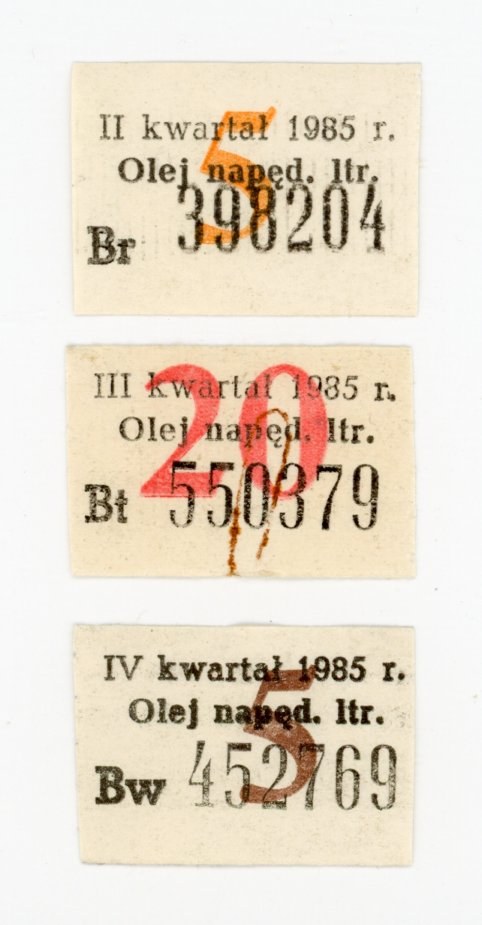 II kwartał 1985 r.
Olej napęd. ltr.
5
Br 398204
III kwartał 1985 r.
Olej napęd. ltr.
20
Bt 550379
IV kwartał 1985 r.
Olej napęd. ltr.
5
Bw 452769